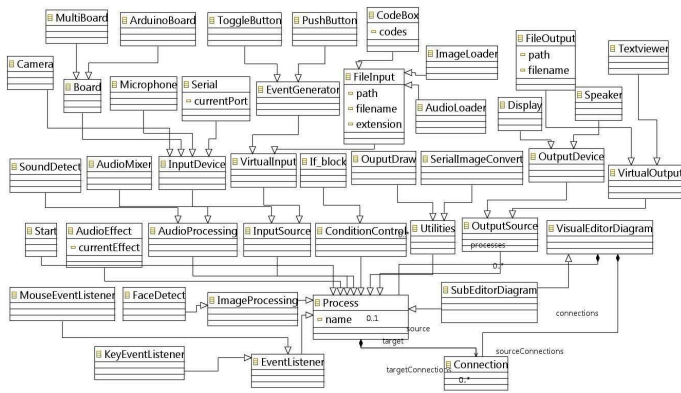 MultiBoard
ArduinoBoard
ToggleButton
PushButton
CodeBox
codes
ImageLoader
FileOutput
path
filename
Textviewer
Camera
Board
Microphone
Serial
currentPort
EventGenerator
FileInput
path
filename
extension
AudioLoader
Display
Speaker
SoundDetect
AudioMixer
InputDevice
VirtualInput
If_block
OuputDraw
SerialImageConvert
OutputDevice
VirtualOutput
Start
AudioEffect
currentEffect
AudioProcessing
InputSource
ConditionControl
0..*
Utilities
OutputSource
processes
VisualEditorDiagram
0..*
MouseEventListener
FaceDetect
ImageProcessing
Process
name
0..1
source
SubEditorDiagram
connections
target
sourceConnections
KeyEventListener
EventListener
targetConnections
Connection
0..*